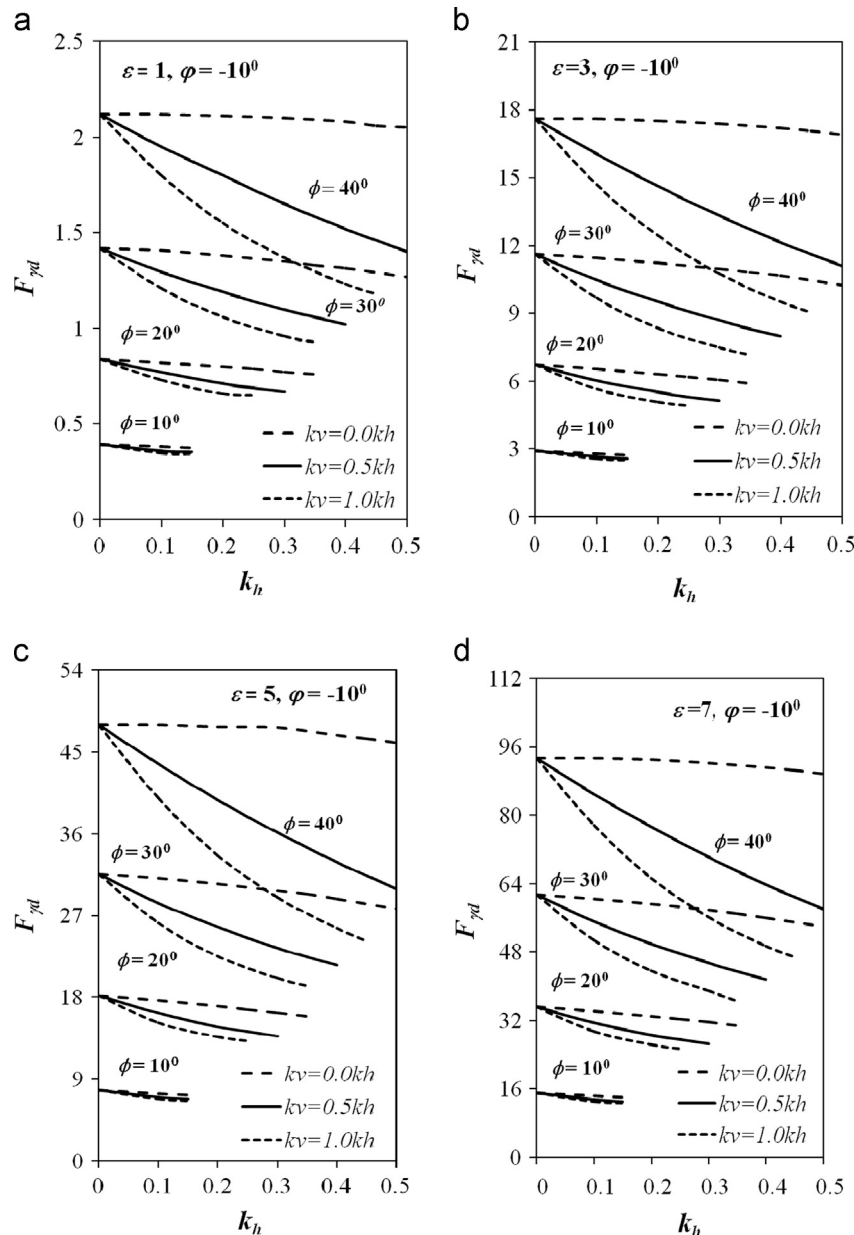 a
ε = 1, φ = -10⁰
2.5
2
1.5
1
0.5
0
F_γd
ϕ = 40⁰
ϕ = 30⁰
ϕ = 20⁰
ϕ = 10⁰
kv=0.0kh
kv=0.5kh
kv=1.0kh
0 0.1 0.2 0.3 0.4 0.5
k_h
b
ε=3, φ = -10⁰
21
18
15
12
9
6
3
0
F_γd
ϕ = 40⁰
ϕ = 30⁰
ϕ = 20⁰
ϕ = 10⁰
kv=0.0kh
kv=0.5kh
kv=1.0kh
0 0.1 0.2 0.3 0.4 0.5
k_h
c
ε = 5, φ = -10⁰
54
45
36
27
18
9
0
F_γd
ϕ = 40⁰
ϕ = 30⁰
ϕ = 20⁰
ϕ = 10⁰
kv=0.0kh
kv=0.5kh
kv=1.0kh
0 0.1 0.2 0.3 0.4 0.5
k_h
d
ε=7, φ = -10⁰
112
96
80
64
48
32
16
0
F_γd
ϕ = 40⁰
ϕ = 30⁰
ϕ = 20⁰
ϕ = 10⁰
kv=0.0kh
kv=0.5kh
kv=1.0kh
0 0.1 0.2 0.3 0.4 0.5
k_h